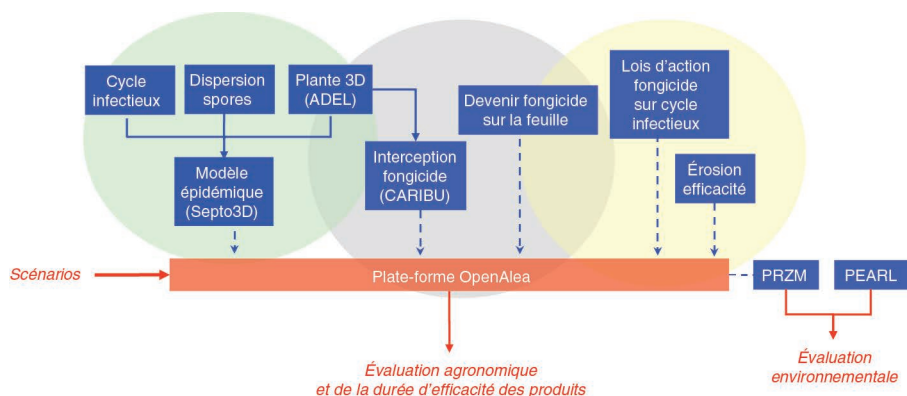 Cycle
infectieux
Dispersion
spores
Plante 3D
(ADEL)
Devenir fongicide
sur la feuille
Lois d'action
fongicide
sur cycle
infectieux
Modèle
épidémique
(Septo3D)
Interception
fongicide
(CARIBU)
Érosion
efficacité
Scénarios
Plate-forme OpenAlea
PRZM
PEARL
Évaluation agronomique
et de la durée d'efficacité des produits
Évaluation
environnementale